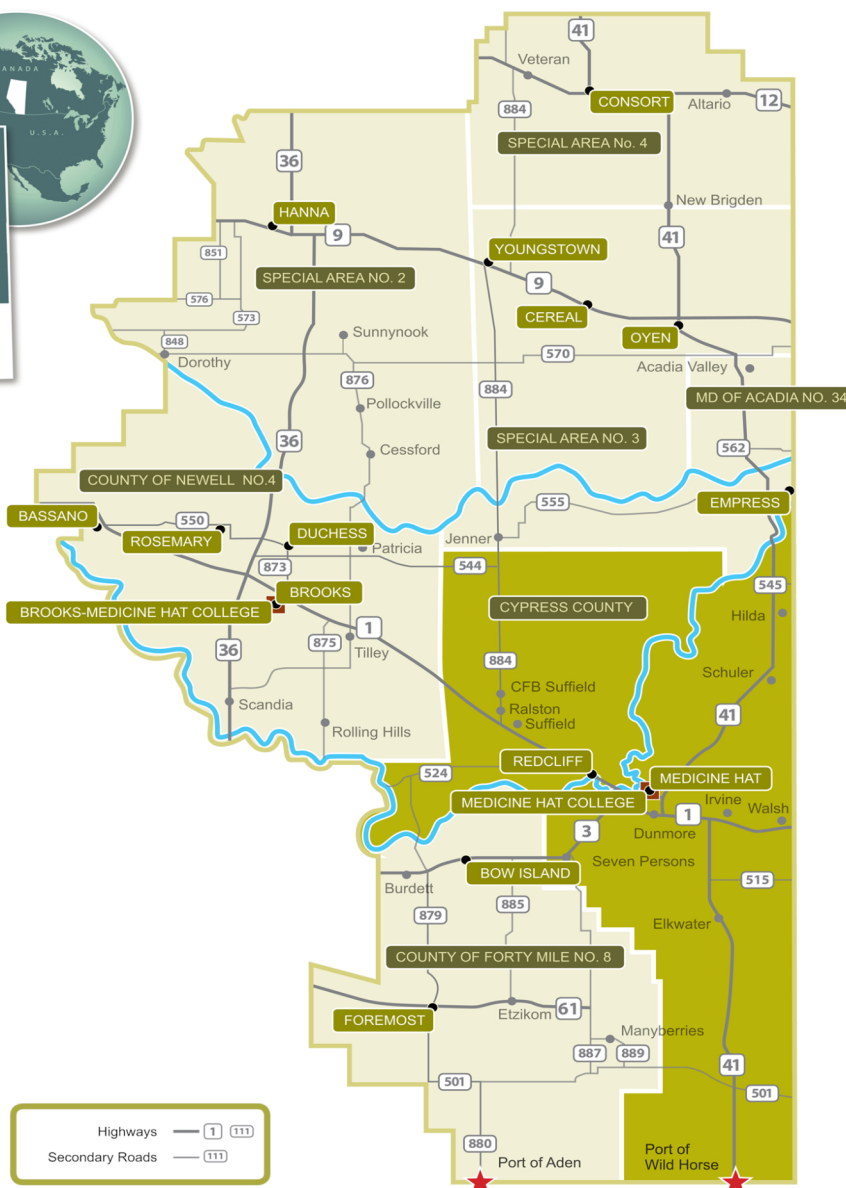 41
Veteran
CANADA
CONSORT
Altario
12
884
U.S.A.
SPECIAL AREA No. 4
36
New Brigden
HANNA
9
41
YOUNGSTOWN
851
SPECIAL AREA NO. 2
9
576
573
CEREAL
OYEN
848
Sunnynook
Dorothy
570
Acadia Valley
876
884
MD OF ACADIA NO. 34
Pollockville
36
SPECIAL AREA NO. 3
Cessford
562
COUNTY OF NEWELL NO.4
555
EMPRESS
BASSANO
550
ROSEMARY
DUCHESS
Jenner
Patricia
873
544
545
BROOKS
CYPRESS COUNTY
BROOKS-MEDICINE HAT COLLEGE
Hilda
1
875
36
Tilley
884
Schuler
CFB Suffield
Scandia
Ralston
41
Suffield
Rolling Hills
REDCLIFF
524
MEDICINE HAT
MEDICINE HAT COLLEGE
Irvine
Walsh
1
3
Dunmore
Seven Persons
BOW ISLAND
Burdett
515
885
879
Elkwater
COUNTY OF FORTY MILE NO. 8
61
Etzikom
FOREMOST
Manyberries
887
889
41
501
501
Highways 1 111
Secondary Roads 111
880
Port of Aden
Port of
Wild Horse